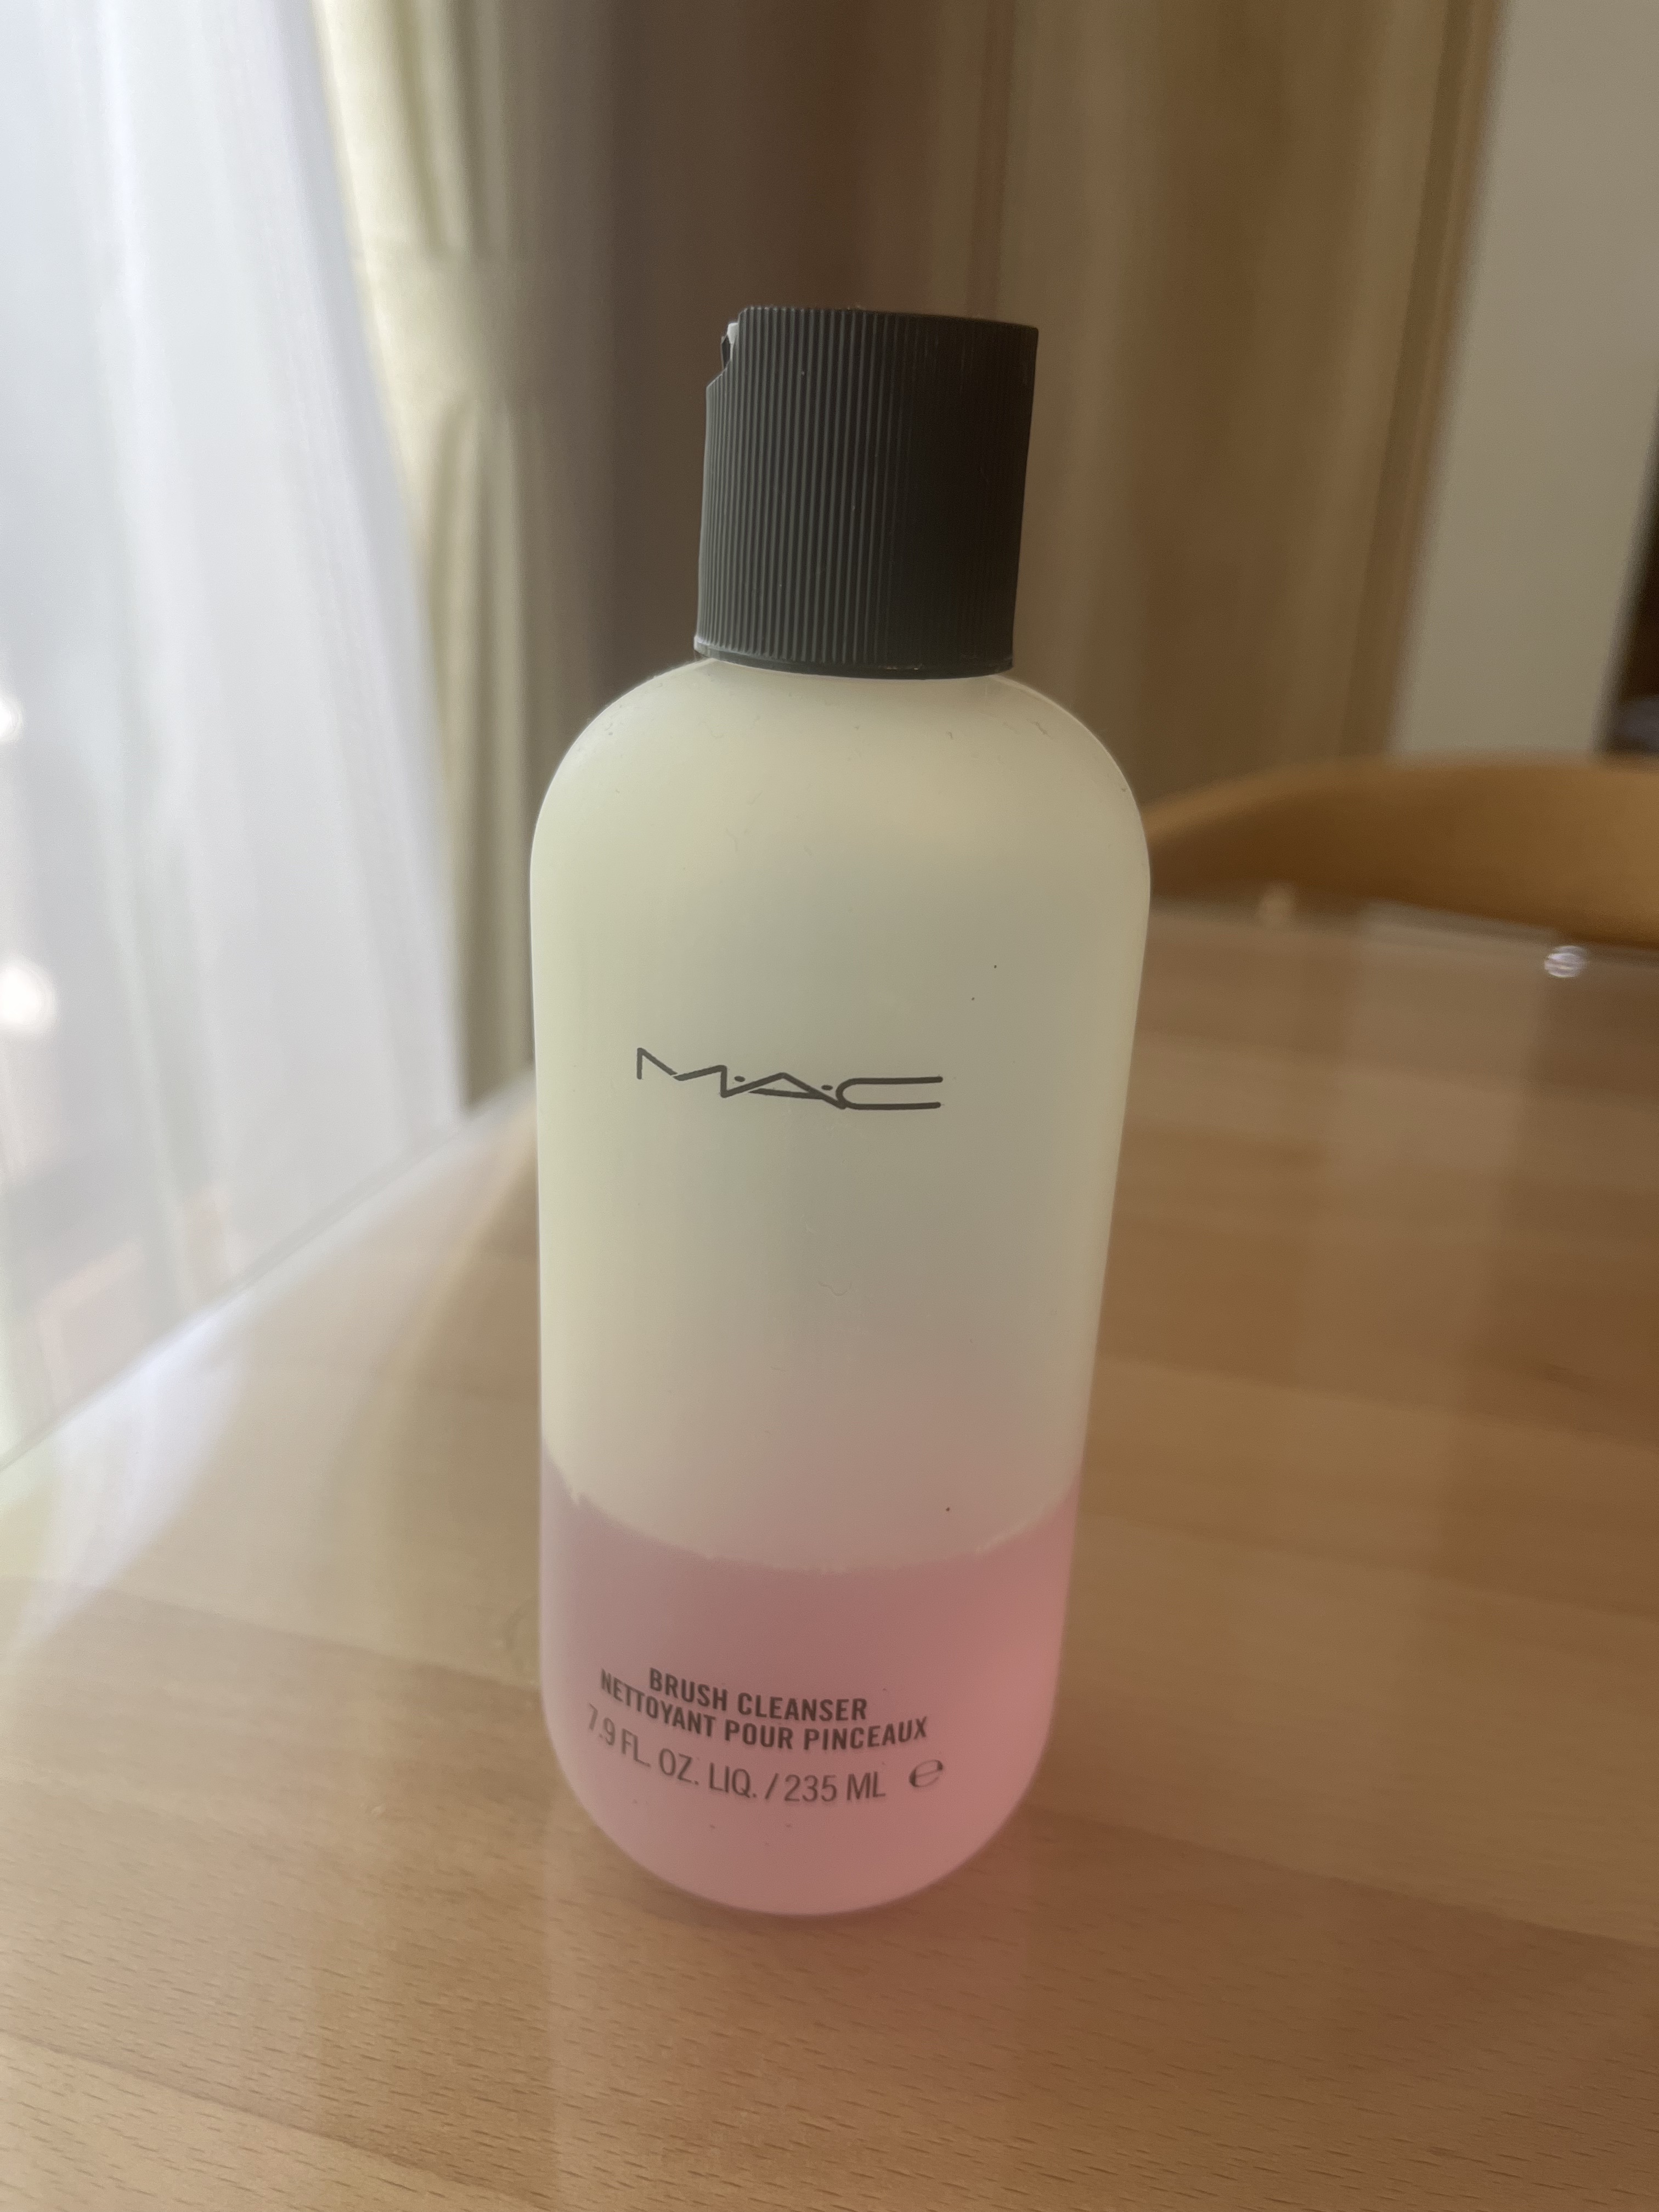 M·A·C
BRUSH CLEANSER
NETTOYANT POUR PINCEAUX
7.9 FL. OZ. LIQ. / 235 ML ℮